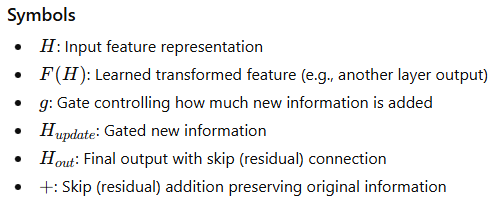 Symbols
• H: Input feature representation
• F(H): Learned transformed feature (e.g., another layer output)
• g: Gate controlling how much new information is added
• H_update: Gated new information
• H_out: Final output with skip (residual) connection
• +: Skip (residual) addition preserving original information